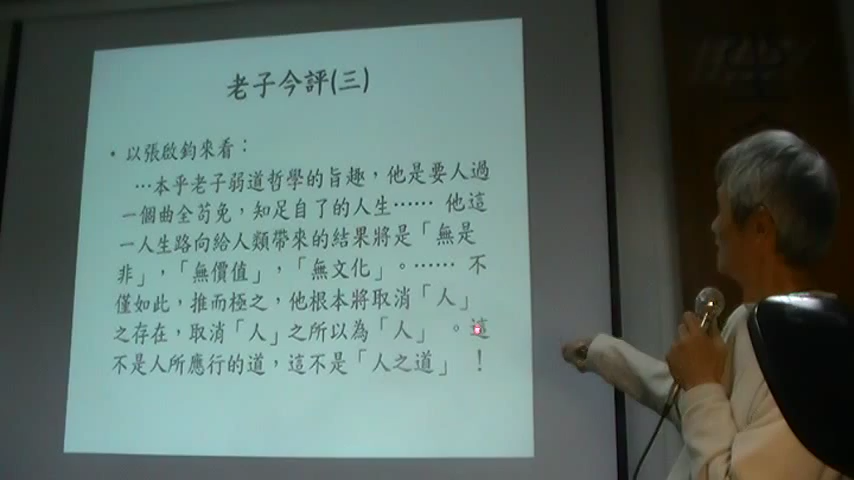 老子今評(三)
• 以張啟鈞來看：
…本乎老子弱道哲學的旨趣，他是要人過
一個曲全苟免，知足自了的人生…… 他這
一人生路向給人類帶來的結果將是「無是
非」，「無價值」，「無文化」。…… 不
僅如此，推而極之，他根本將取消「人」
之存在，取消「人」之所以為「人」 。這
不是人所應行的道，這不是「人之道」 ！